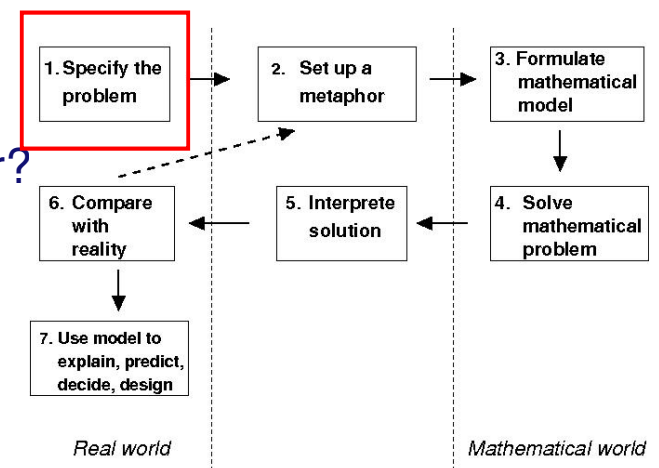 1. Specify the
problem
2. Set up a
metaphor
3. Formulate
mathematical
model
4. Solve
mathematical
problem
5. Interprete
solution
6. Compare
with
reality
7. Use model to
explain, predict,
decide, design
Real world
Mathematical world